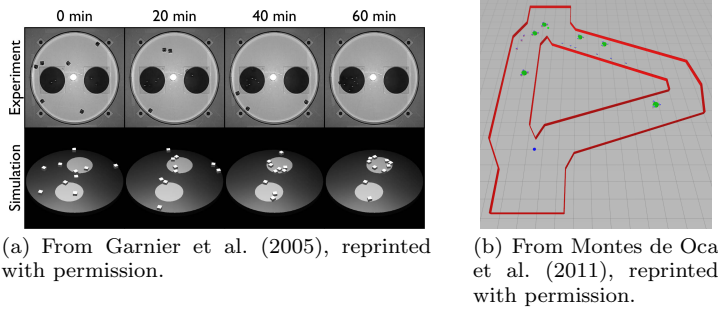 0 min 20 min 40 min 60 min
Experiment
Simulation
(a) From Garnier et al. (2005), reprinted
with permission.
(b) From Montes de Oca
et al. (2011), reprinted
with permission.